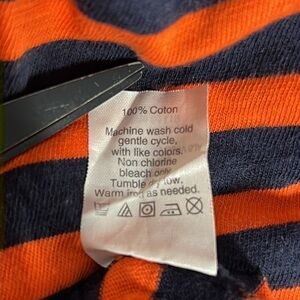 100% Coton
Machine wash cold
gentle cycle,
with like colors.
Non chlorine
bleach only.
Tumble dry low.
Warm iron as needed.